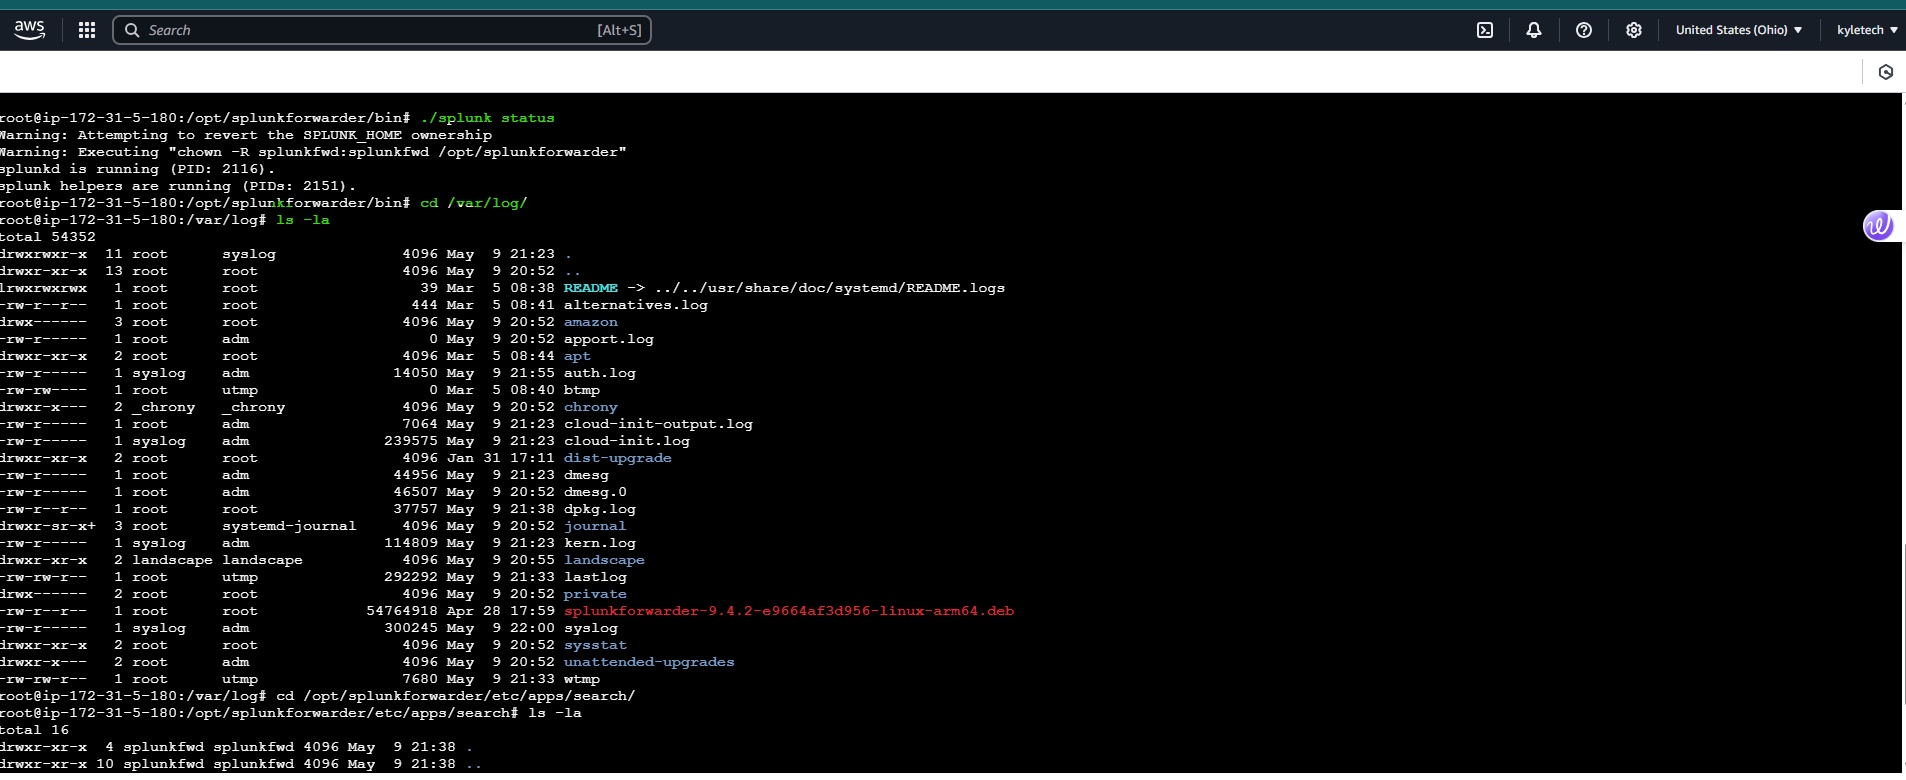 aws
Search [Alt+S]
United States (Ohio) kyletech
root@ip-172-31-5-180:/opt/splunkforwarder/bin# ./splunk status
Warning: Attempting to revert the SPLUNK_HOME ownership
Warning: Executing "chown -R splunkfwd:splunkfwd /opt/splunkforwarder"
splunkd is running (PID: 2116).
splunk helpers are running (PIDs: 2151).
root@ip-172-31-5-180:/opt/splunkforwarder/bin# cd /var/log/
root@ip-172-31-5-180:/var/log# ls -la
total 54352
drwxrwxr-x  11 root      syslog              4096 May  9 21:23 .
drwxr-xr-x  13 root      root                4096 May  9 20:52 ..
lrwxrwxrwx   1 root      root                  39 Mar  5 08:38 README -> ../../usr/share/doc/systemd/README.logs
-rw-r--r--   1 root      root                 444 Mar  5 08:41 alternatives.log
drwx------   3 root      root                4096 May  9 20:52 amazon
-rw-r-----   1 root      adm                    0 May  9 20:52 apport.log
drwxr-xr-x   2 root      root                4096 Mar  5 08:44 apt
-rw-r-----   1 syslog    adm                14050 May  9 21:55 auth.log
-rw-rw----   1 root      utmp                   0 Mar  5 08:40 btmp
drwxr-x---   2 _chrony   _chrony             4096 May  9 20:52 chrony
-rw-r-----   1 root      adm                 7064 May  9 21:23 cloud-init-output.log
-rw-r-----   1 syslog    adm               239575 May  9 21:23 cloud-init.log
drwxr-xr-x   2 root      root                4096 Jan 31 17:11 dist-upgrade
-rw-r-----   1 root      adm                44956 May  9 21:23 dmesg
-rw-r-----   1 root      adm                46507 May  9 20:52 dmesg.0
-rw-r--r--   1 root      root               37757 May  9 21:38 dpkg.log
drwxr-sr-x+  3 root      systemd-journal     4096 May  9 20:52 journal
-rw-r-----   1 syslog    adm               114809 May  9 21:23 kern.log
drwxr-xr-x   2 landscape landscape           4096 May  9 20:55 landscape
-rw-rw-r--   1 root      utmp              292292 May  9 21:33 lastlog
drwx------   2 root      root                4096 May  9 20:52 private
-rw-r--r--   1 root      root            54764918 Apr 28 17:59 splunkforwarder-9.4.2-e9664af3d956-linux-arm64.deb
-rw-r-----   1 syslog    adm               300245 May  9 22:00 syslog
drwxr-xr-x   2 root      root                4096 May  9 20:52 sysstat
drwxr-x---   2 root      adm                 4096 May  9 20:52 unattended-upgrades
-rw-rw-r--   1 root      utmp                7680 May  9 21:33 wtmp
root@ip-172-31-5-180:/var/log# cd /opt/splunkforwarder/etc/apps/search/
root@ip-172-31-5-180:/opt/splunkforwarder/etc/apps/search# ls -la
total 16
drwxr-xr-x  4 splunkfwd splunkfwd 4096 May  9 21:38 .
drwxr-xr-x 10 splunkfwd splunkfwd 4096 May  9 21:38 ..